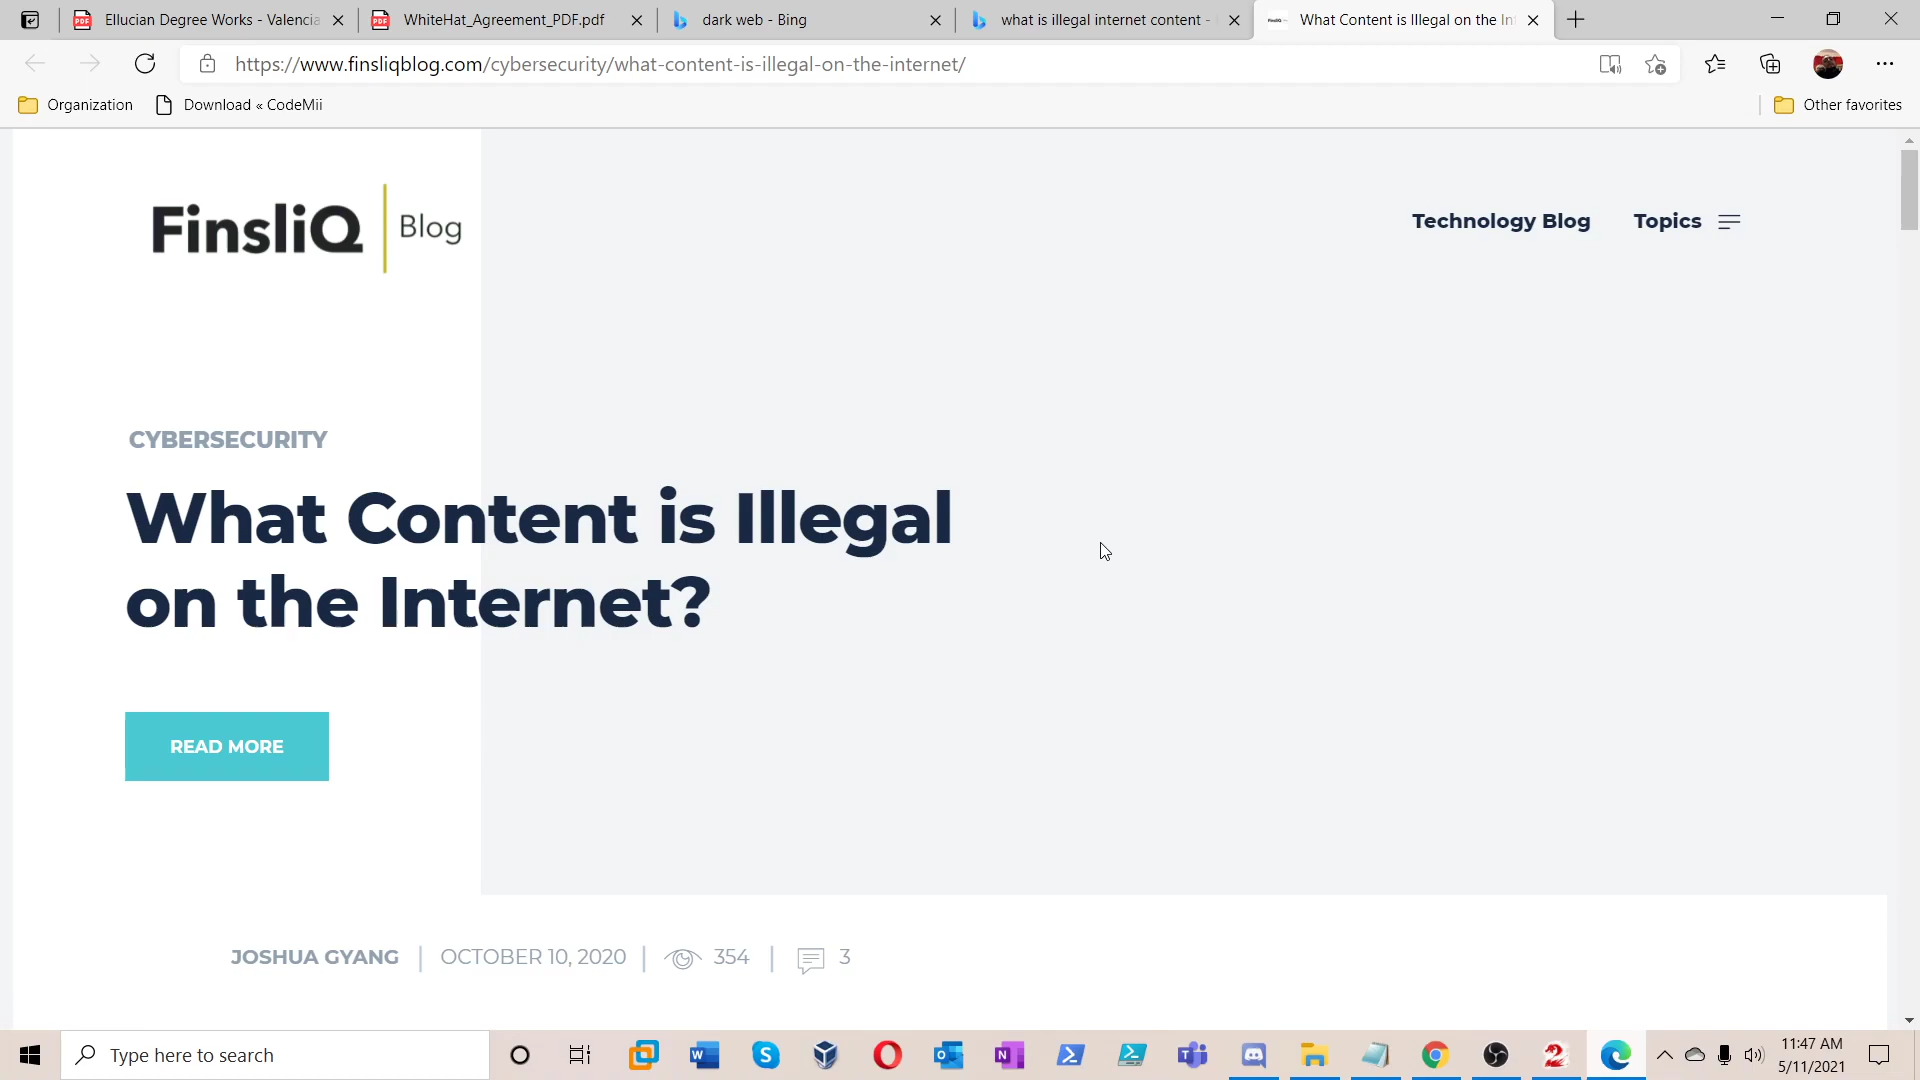 Ellucian Degree Works - Valencia
WhiteHat_Agreement_PDF.pdf
dark web - Bing
what is illegal internet content -
What Content is Illegal on the In
https://www.finsliqblog.com/cybersecurity/what-content-is-illegal-on-the-internet/
Organization
Download « CodeMii
Other favorites
FinsliQ Blog
Technology Blog
Topics
CYBERSECURITY
What Content is Illegal
on the Internet?
READ MORE
JOSHUA GYANG | OCTOBER 10, 2020 | 354 | 3
Type here to search
11:47 AM
5/11/2021